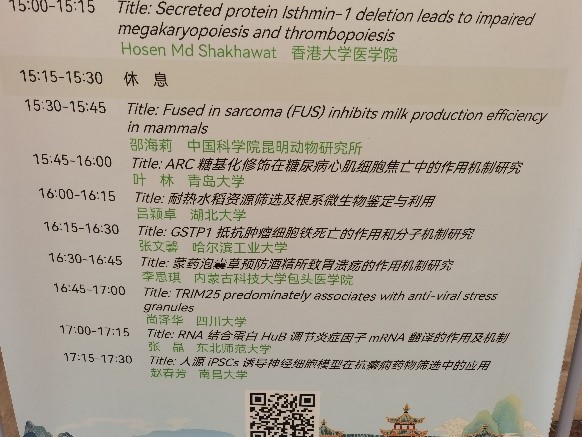 15:00-15:15 Title: Secreted protein Isthmin-1 deletion leads to impaired
megakaryopoiesis and thrombopoiesis
Hosen Md Shakhawat 香港大学医学院
15:15-15:30 休 息
15:30-15:45 Title: Fused in sarcoma (FUS) inhibits milk production efficiency
in mammals
邵海莉 中国科学院昆明动物研究所
15:45-16:00 Title: ARC 糖基化修饰在糖尿病心肌细胞焦亡中的作用机制研究
叶 林 青岛大学
16:00-16:15 Title: 耐热水稻资源筛选及根系微生物鉴定与利用
吕颖卓 湖北大学
16:15-16:30 Title: GSTP1 抵抗肿瘤细胞铁死亡的作用和分子机制研究
张文馨 哈尔滨工业大学
16:30-16:45 Title: 蒙药泡囊草预防酒精所致胃溃疡的作用机制研究
李思琪 内蒙古科技大学包头医学院
16:45-17:00 Title: TRIM25 predominately associates with anti-viral stress
granules
尚泽华 四川大学
17:00-17:15 Title: RNA 结合蛋白 HuB 调节炎症因子 mRNA 翻译的作用及机制
张 晶 东北师范大学
17:15-17:30 Title: 人源 iPSCs 诱导神经细胞模型在抗癫痫药物筛选中的应用
赵春芳 南昌大学